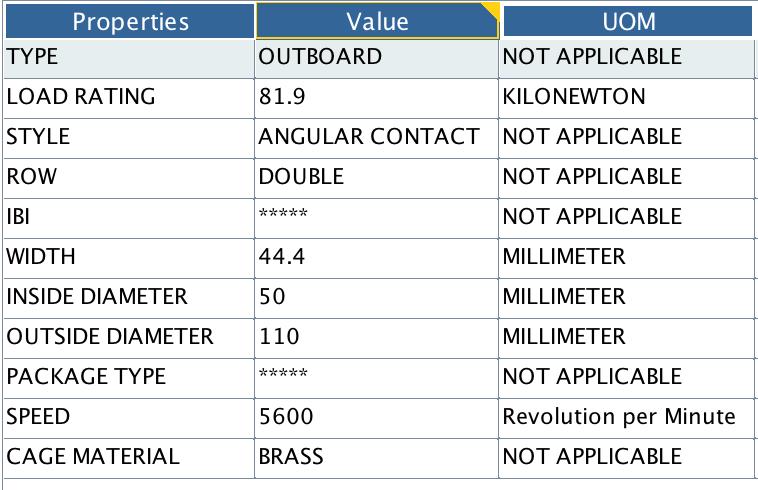 Properties Value UOM
TYPE OUTBOARD NOT APPLICABLE
LOAD RATING 81.9 KILONEWTON
STYLE ANGULAR CONTACT NOT APPLICABLE
ROW DOUBLE NOT APPLICABLE
IBI ***** NOT APPLICABLE
WIDTH 44.4 MILLIMETER
INSIDE DIAMETER 50 MILLIMETER
OUTSIDE DIAMETER 110 MILLIMETER
PACKAGE TYPE ***** NOT APPLICABLE
SPEED 5600 Revolution per Minute
CAGE MATERIAL BRASS NOT APPLICABLE